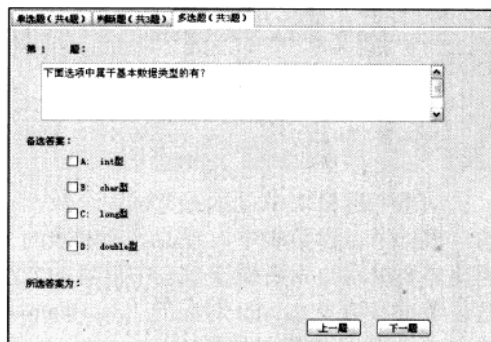 单选题(共4题) 判断题(共3题) 多选题(共3题)
第1 题:
下面选项中属于基本数据类型的有?
备选答案:
A: int型
B: char型
C: long型
D: double型
所选答案为:
上一题 下一题